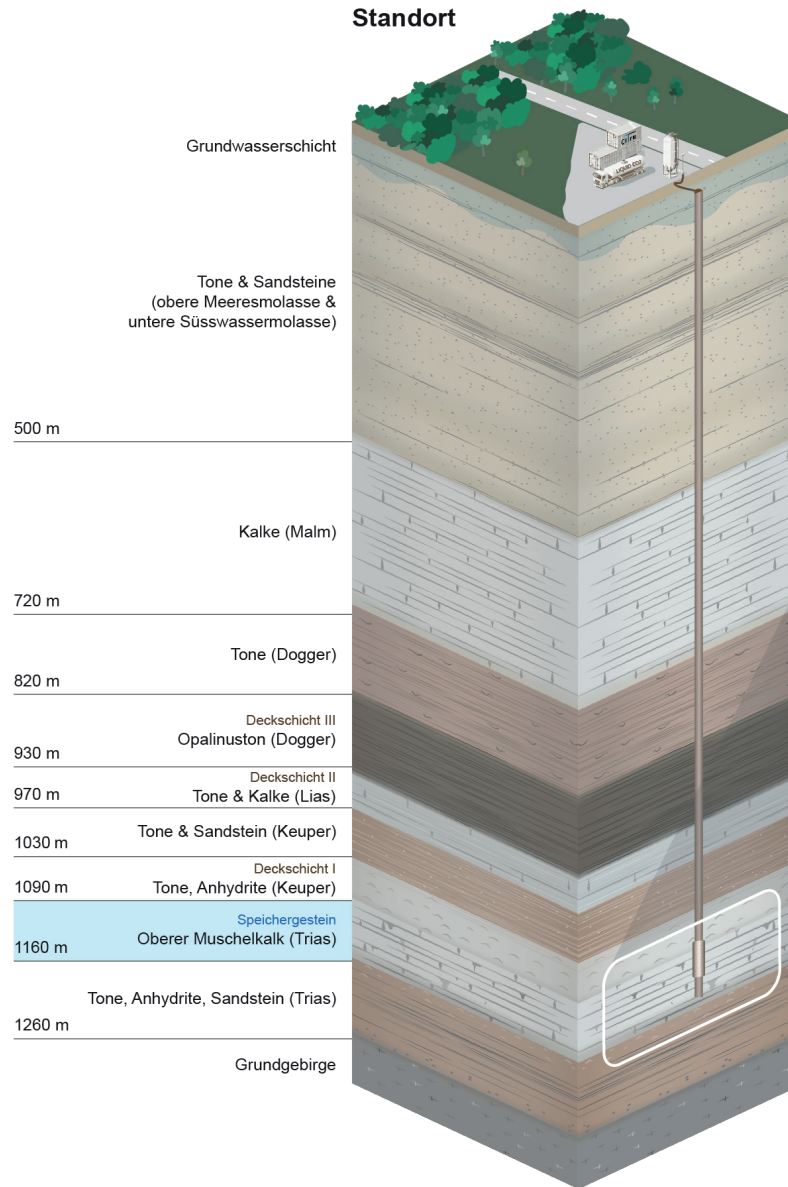 Standort
Grundwasserschicht
LIQUID CO2
Tone & Sandsteine
(obere Meeresmolasse &
untere Süsswassermolasse)
500 m
Kalke (Malm)
720 m
Tone (Dogger)
820 m
Deckschicht III
Opalinuston (Dogger)
930 m
Deckschicht II
Tone & Kalke (Lias)
970 m
Tone & Sandstein (Keuper)
1030 m
Deckschicht I
Tone, Anhydrite (Keuper)
1090 m
Speichergestein
Oberer Muschelkalk (Trias)
1160 m
Tone, Anhydrite, Sandstein (Trias)
1260 m
Grundgebirge